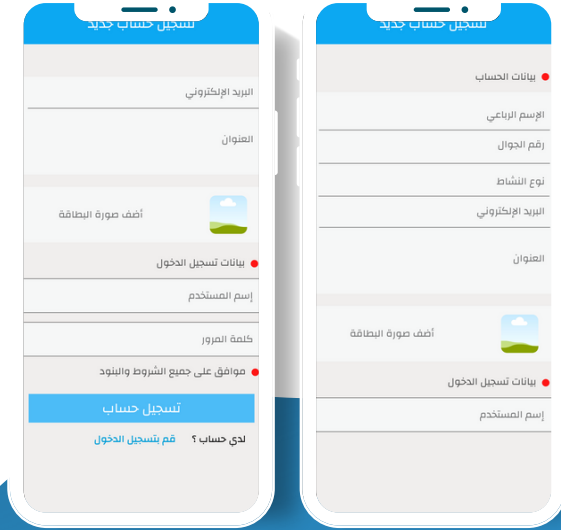 تسجيل حساب جديد
بيانات الحساب
الإسم الرباعي
رقم الجوال
نوع النشاط
البريد الإلكتروني
العنوان
أضف صورة البطاقة
بيانات تسجيل الدخول
إسم المستخدم
تسجيل حساب جديد
البريد الإلكتروني
العنوان
أضف صورة البطاقة
بيانات تسجيل الدخول
إسم المستخدم
كلمة المرور
موافق على جميع الشروط والبنود
تسجيل حساب
لدي حساب ؟ قم بتسجيل الدخول